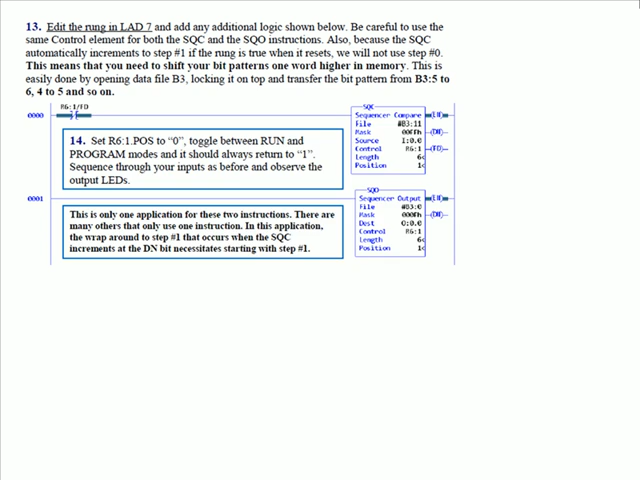 13. Edit the rung in LAD 7 and add any additional logic shown below. Be careful to use the
same Control element for both the SQC and the SQO instructions. Also, because the SQC
automatically increments to step #1 if the rung is true when it resets, we will not use step #0.
This means that you need to shift your bit patterns one word higher in memory. This is
easily done by opening data file B3, locking it on top and transfer the bit pattern from B3:5 to
6, 4 to 5 and so on.
R6:1/FD
0000
SQC
Sequencer Compare
File #B3:11
Mask 00FFh
Source I:0.0
Control R6:1
Length 6<
Position 1<
(EN)
(DN)
(FD)
14. Set R6:1.POS to “0”, toggle between RUN and
PROGRAM modes and it should always return to “1”.
Sequence through your inputs as before and observe the
output LEDs.
0001
SQO
Sequencer Output
File #B3:0
Mask 000Fh
Dest O:0.0
Control R6:1
Length 6<
Position 1<
(EN)
(DN)
This is only one application for these two instructions. There are
many others that only use one instruction. In this application,
the wrap around to step #1 that occurs when the SQC
increments at the DN bit necessitates starting with step #1.